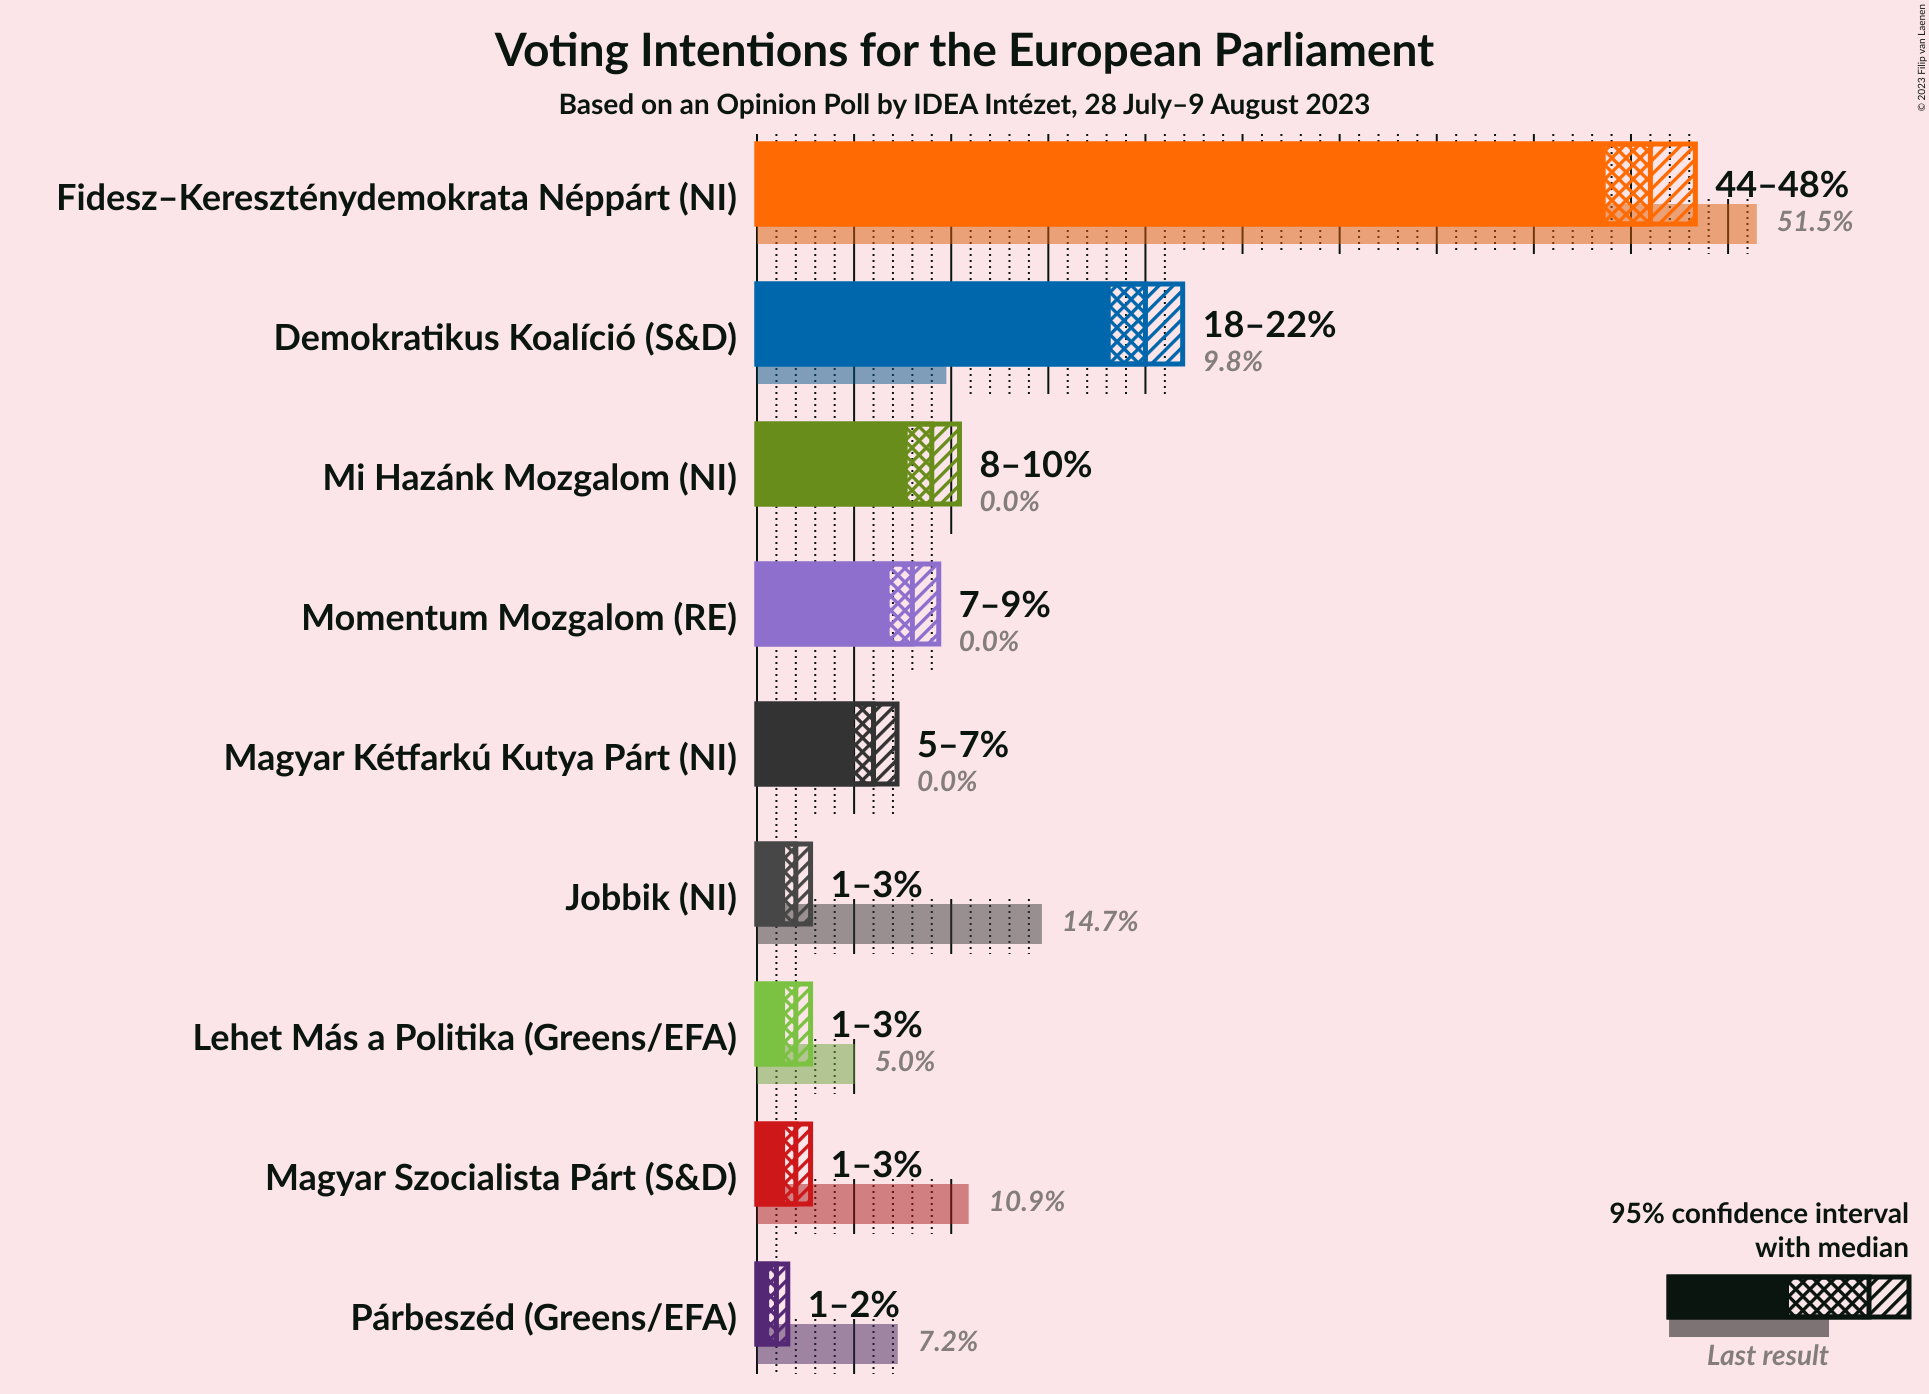 Voting Intentions for the European Parliament
Based on an Opinion Poll by IDEA Intézet, 28 July–9 August 2023
© 2023 Filip van Laenen
Fidesz–Kereszténydemokrata Néppárt (NI)
44–48%
51.5%
Demokratikus Koalíció (S&D)
18–22%
9.8%
Mi Hazánk Mozgalom (NI)
8–10%
0.0%
Momentum Mozgalom (RE)
7–9%
0.0%
Magyar Kétfarkú Kutya Párt (NI)
5–7%
0.0%
Jobbik (NI)
1–3%
14.7%
Lehet Más a Politika (Greens/EFA)
1–3%
5.0%
Magyar Szocialista Párt (S&D)
1–3%
10.9%
Párbeszéd (Greens/EFA)
1–2%
7.2%
95% confidence interval
with median
Last result